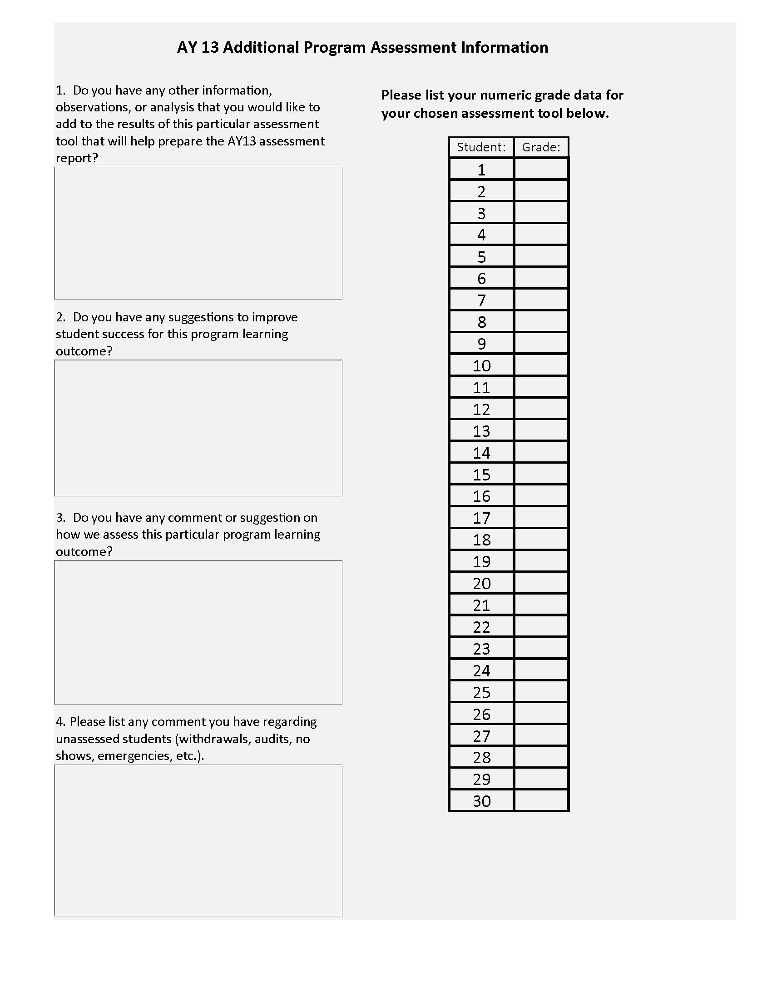 AY 13 Additional Program Assessment Information
1.  Do you have any other information,
observations, or analysis that you would like to
add to the results of this particular assessment
tool that will help prepare the AY13 assessment
report?
2.  Do you have any suggestions to improve
student success for this program learning
outcome?
3.  Do you have any comment or suggestion on
how we assess this particular program learning
outcome?
4. Please list any comment you have regarding
unassessed students (withdrawals, audits, no
shows, emergencies, etc.).
Please list your numeric grade data for
your chosen assessment tool below.
Student: Grade:
1
2
3
4
5
6
7
8
9
10
11
12
13
14
15
16
17
18
19
20
21
22
23
24
25
26
27
28
29
30